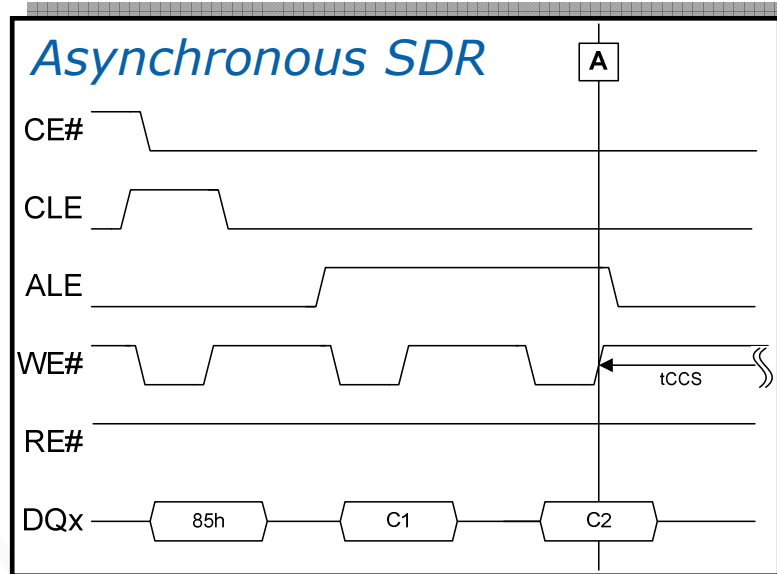 Asynchronous SDR
A
CE#
CLE
ALE
WE#
tCCS
RE#
DQx
85h
C1
C2